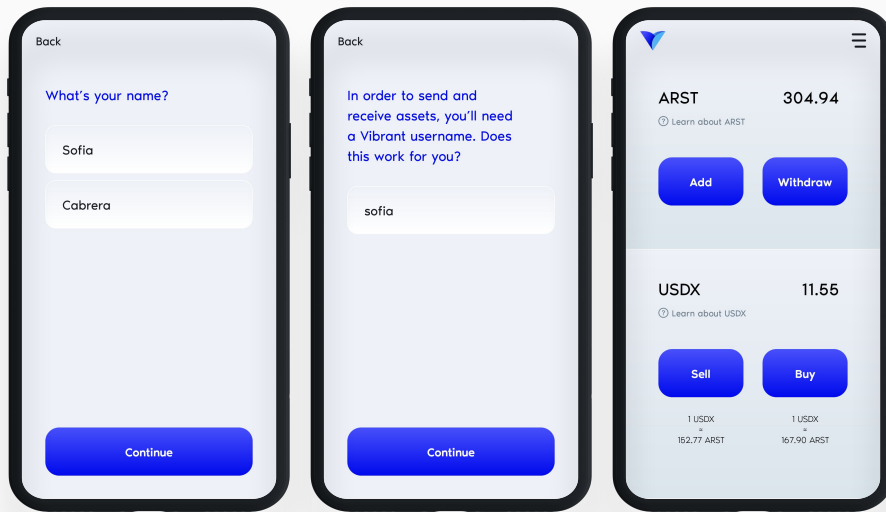 Back
What's your name?
Sofia
Cabrera
Continue
Back
In order to send and
receive assets, you'll need
a Vibrant username. Does
this work for you?
sofia
Continue
ARST 304.94
? Learn about ARST
Add Withdraw
USDX 11.55
? Learn about USDX
Sell Buy
1 USDX 1 USDX
= =
152.77 ARST 167.90 ARST